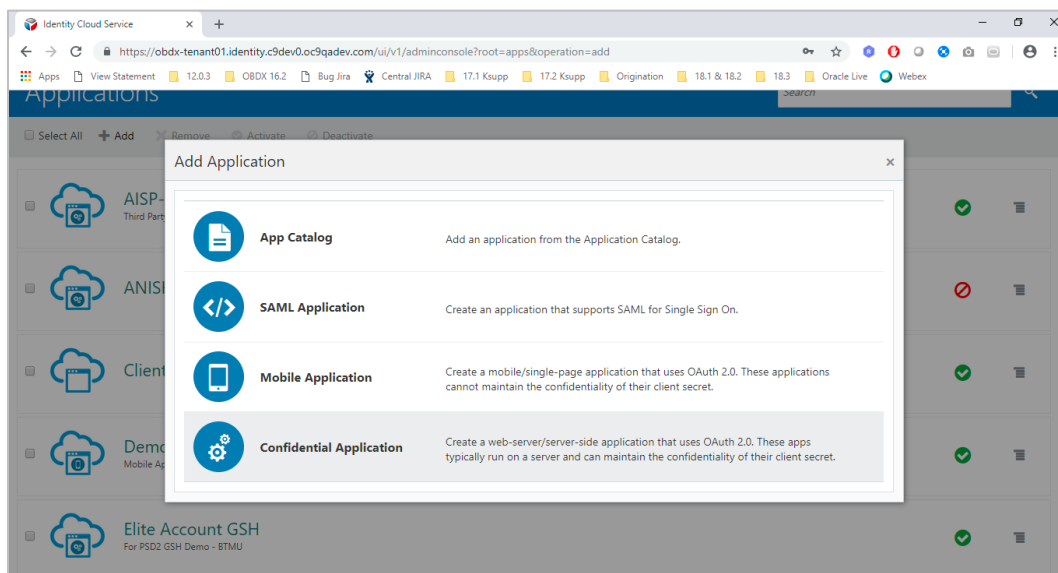 Identity Cloud Service
https://obdx-tenant01.identity.c9dev0.oc9qadev.com/ui/v1/adminconsole?root=apps&operation=add
Apps View Statement 12.0.3 OBDX 16.2 Bug Jira Central JIRA 17.1 Ksupp 17.2 Ksupp Origination 18.1 & 18.2 18.3 Oracle Live Webex
Applications Search
Select All Add Remove Activate Deactivate
Add Application
AISP-
Third Part
App Catalog Add an application from the Application Catalog.
ANISH
SAML Application Create an application that supports SAML for Single Sign On.
Client
Mobile Application Create a mobile/single-page application that uses OAuth 2.0. These applications
cannot maintain the confidentiality of their client secret.
Demo
Mobile Ap
Confidential Application Create a web-server/server-side application that uses OAuth 2.0. These apps
typically run on a server and can maintain the confidentiality of their client secret.
Elite Account GSH
For PSD2 GSH Demo - BTMU